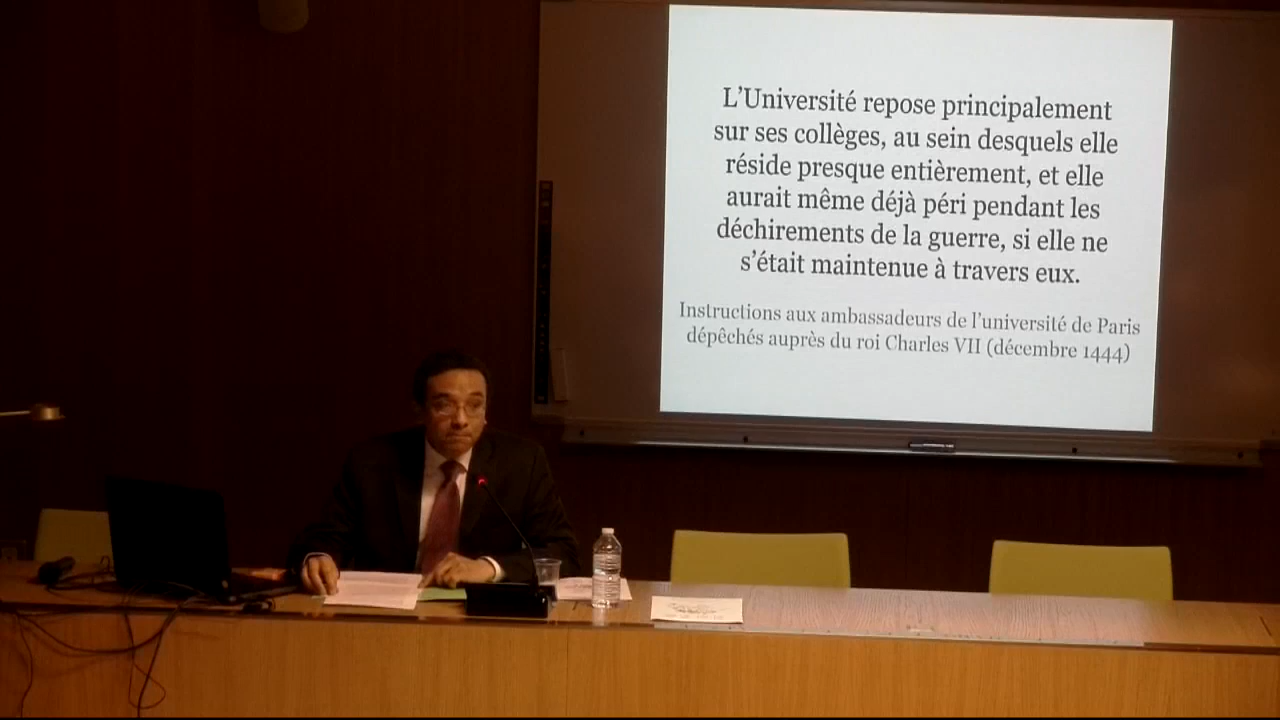 L’Université repose principalement
sur ses collèges, au sein desquels elle
réside presque entièrement, et elle
aurait même déjà péri pendant les
déchirements de la guerre, si elle ne
s’était maintenue à travers eux.
Instructions aux ambassadeurs de l’université de Paris
dépêchés auprès du roi Charles VII (décembre 1444)